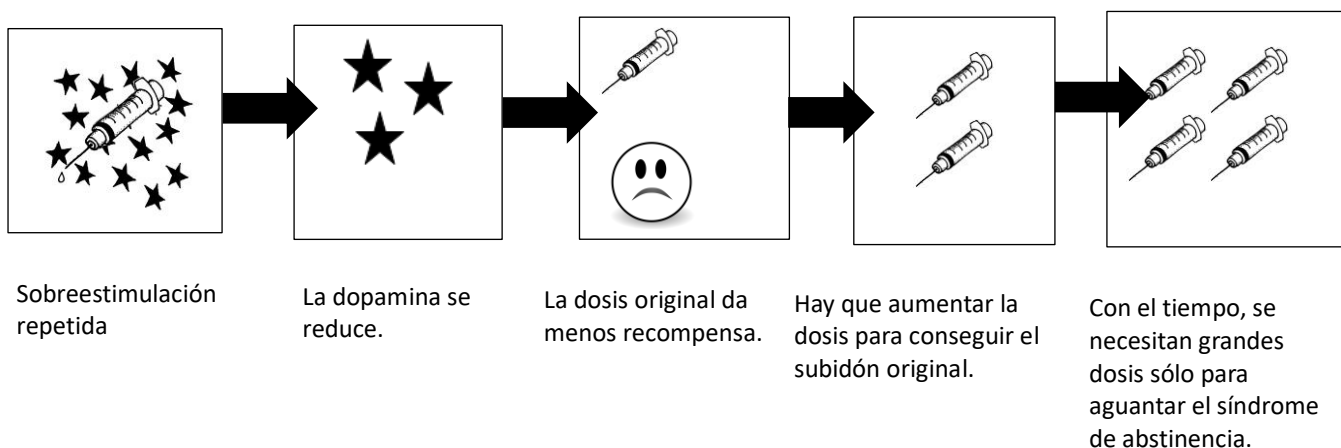 Sobreestimulación
repetida
La dopamina se
reduce.
La dosis original da
menos recompensa.
Hay que aumentar la
dosis para conseguir el
subidón original.
Con el tiempo, se
necesitan grandes
dosis sólo para
aguantar el síndrome
de abstinencia.